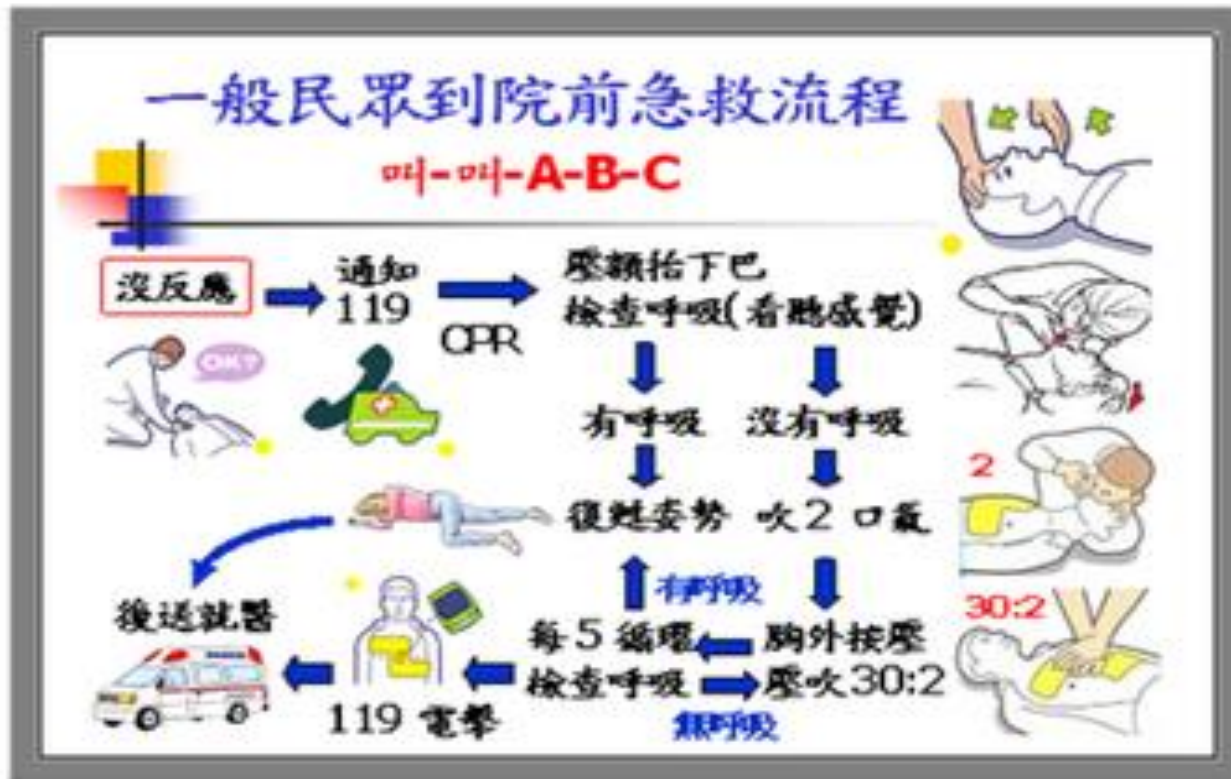 一般民眾到院前急救流程
叫-叫-A-B-C
沒反應
通知
119
CPR
壓額抬下巴
檢查呼吸(看聽感覺)
OK?
有呼吸
沒有呼吸
復甦姿勢
吹2口氣
有呼吸
每5循環
檢查呼吸
胸外按壓
壓吹30:2
無呼吸
119電擊
後送就醫
2
30:2